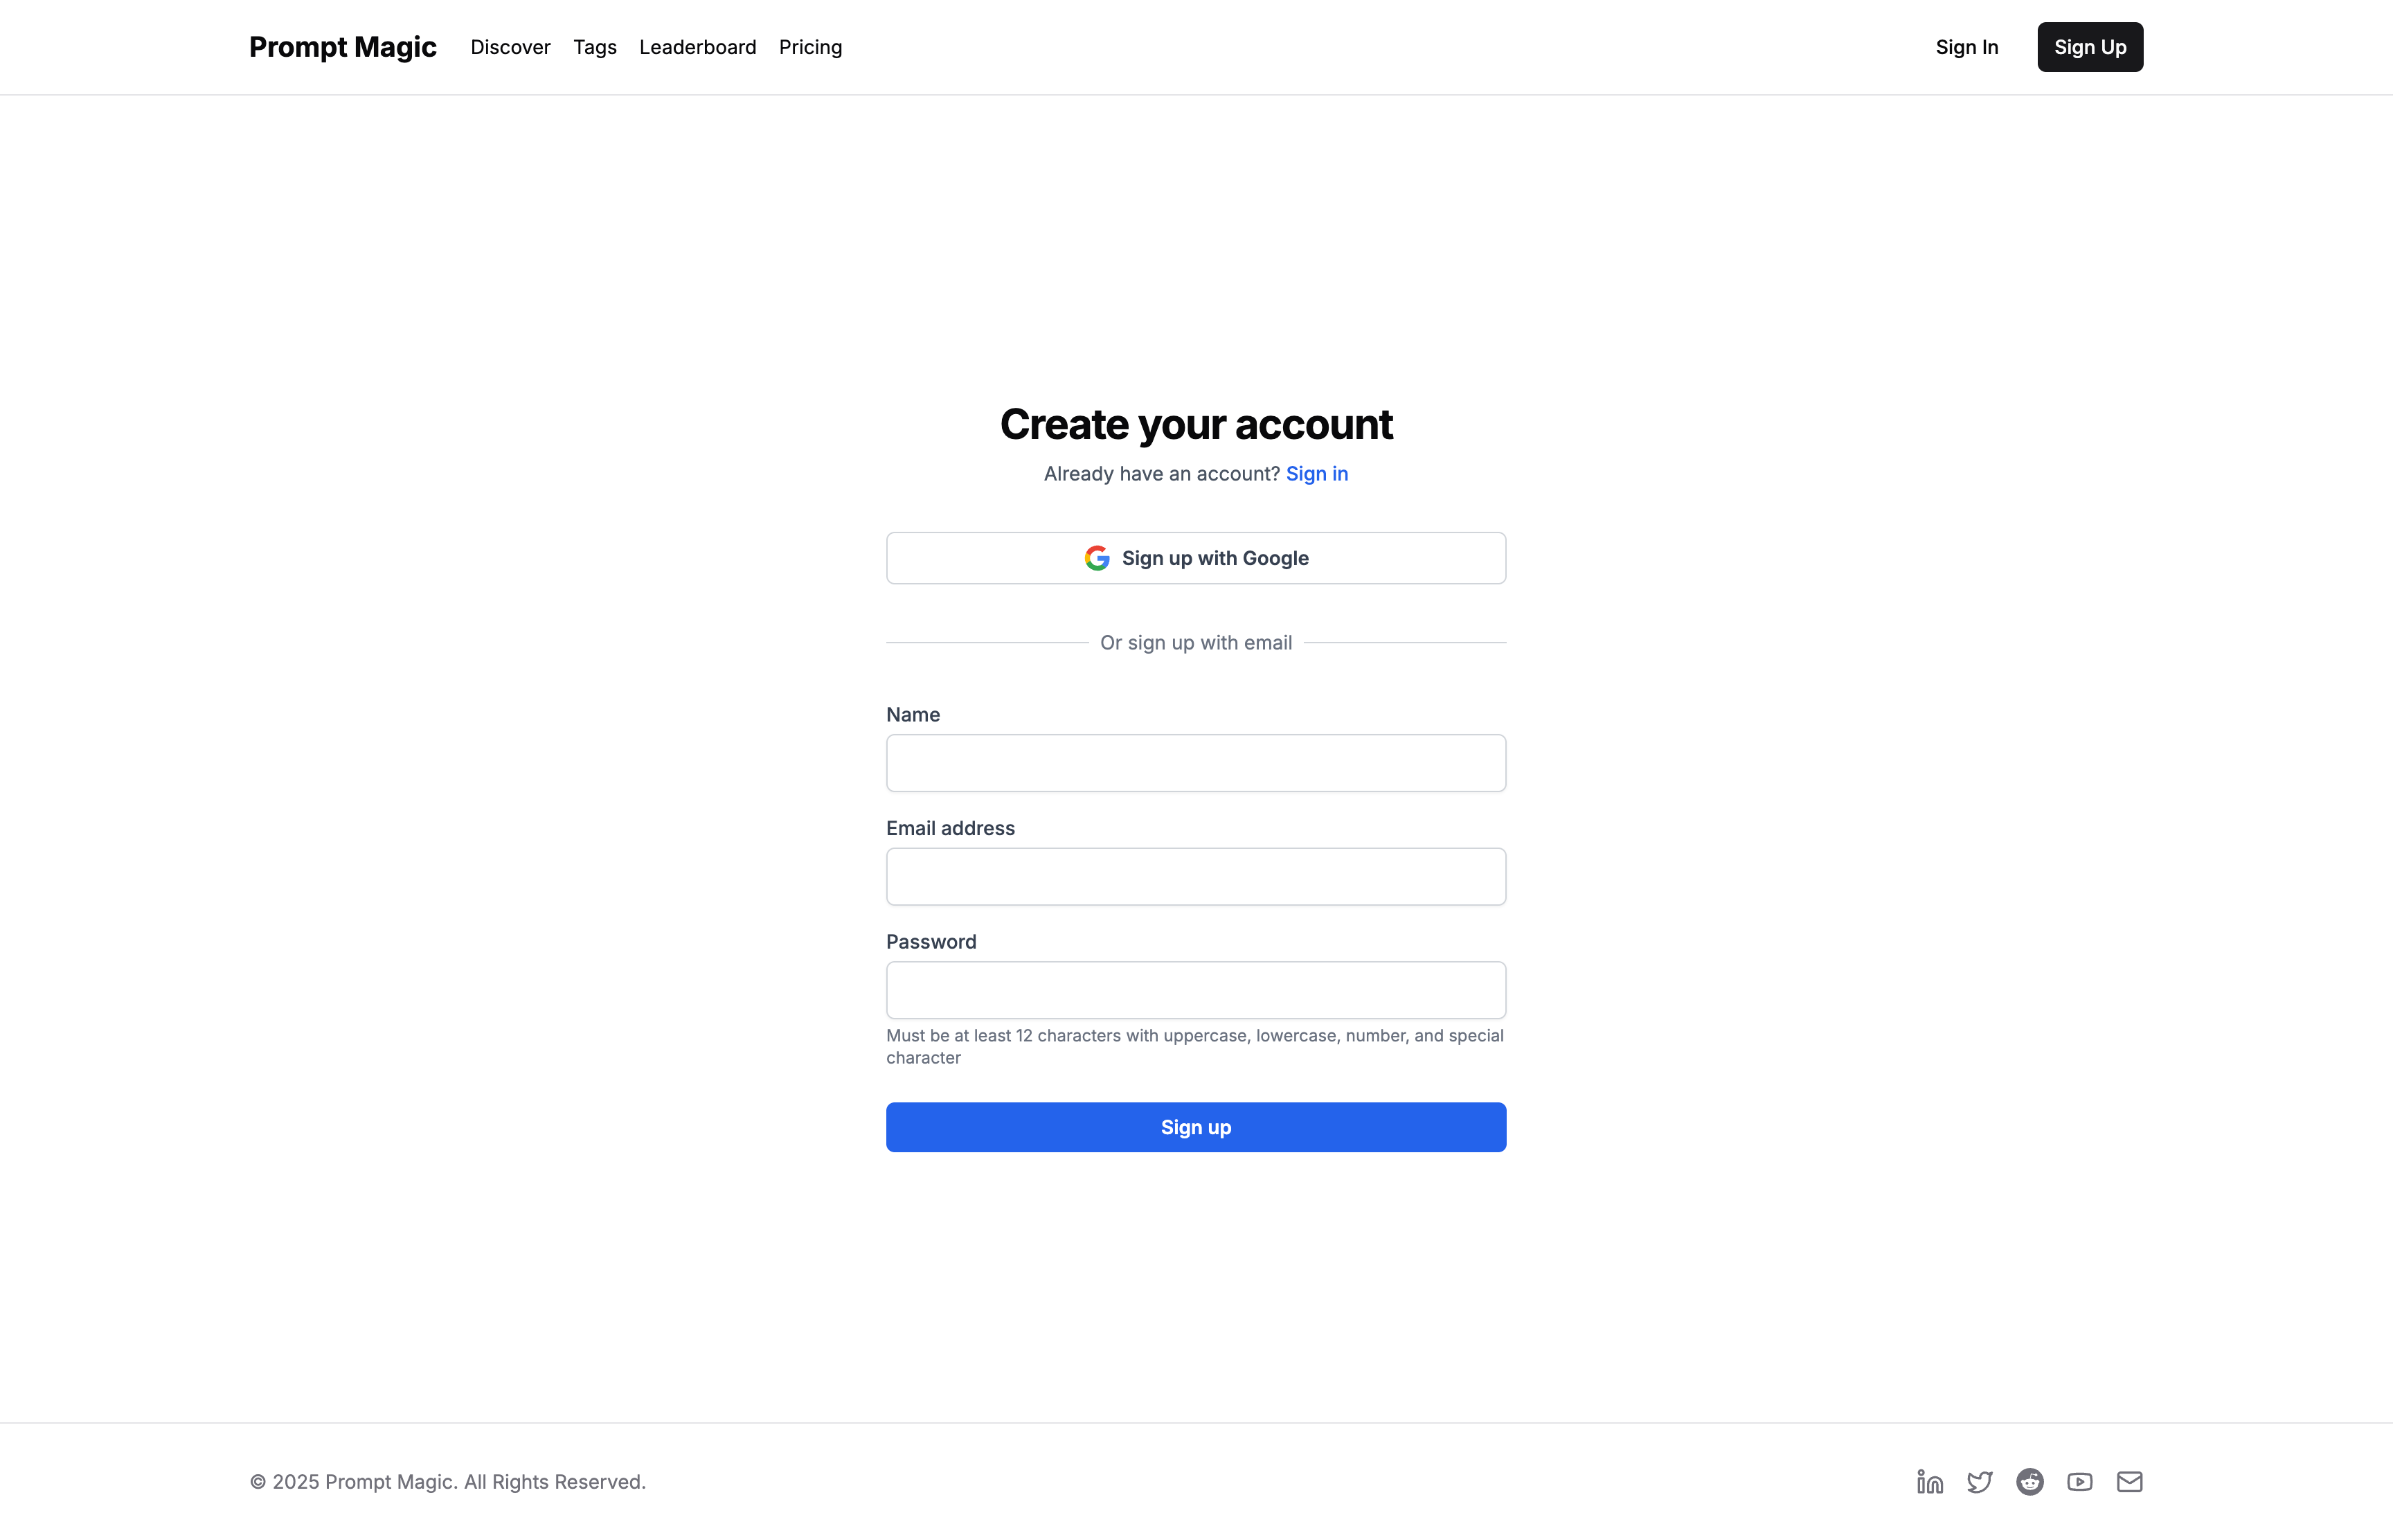 Prompt Magic Discover Tags Leaderboard Pricing Sign In Sign Up
Create your account
Already have an account? Sign in
Sign up with Google
Or sign up with email
Name
Email address
Password
Must be at least 12 characters with uppercase, lowercase, number, and special
character
Sign up
© 2025 Prompt Magic. All Rights Reserved.